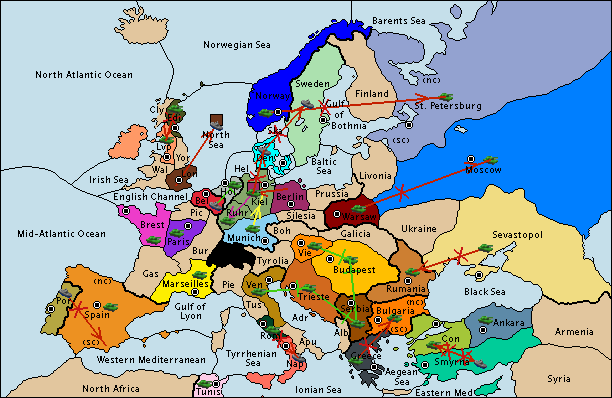 Barents Sea
Norwegian Sea
North Atlantic Ocean
Sweden
Finland
(nc)
Norway
St. Petersburg
Gulf
of
Bothnia
Cly
Edi
Ska
North
Sea
(sc)
Lvp
Yor
Den
Baltic
Sea
Livonia
Moscow
Irish Sea
Wal
Lon
Hel
Hol
Kiel
Berlin
Prussia
English Channel
Bel
Ruhr
Warsaw
Pic
Silesia
Ukraine
Brest
Paris
Munich
Boh
Galicia
Sevastopol
Mid-Atlantic Ocean
Bur
Vie
Tyrolia
Budapest
Gas
(nc)
Marseilles
Pie
Ven
Trieste
Rumania
Black Sea
Por
Spain
Gulf of
Lyon
Tus
Serbia
(nc)
Bulgaria
Adr
(sc)
Ankara
Rom
Alb
Con
Armenia
(sc)
Apu
Western Mediterranean
Tyrrhenian
Sea
Nap
Greece
Smyrna
Aegean
Sea
Syria
North Africa
Tunis
Ionian Sea
Eastern Med